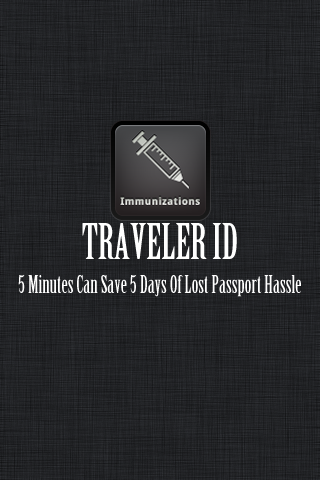 Immunizations
TRAVELER ID
5 Minutes Can Save 5 Days Of Lost Passport Hassle